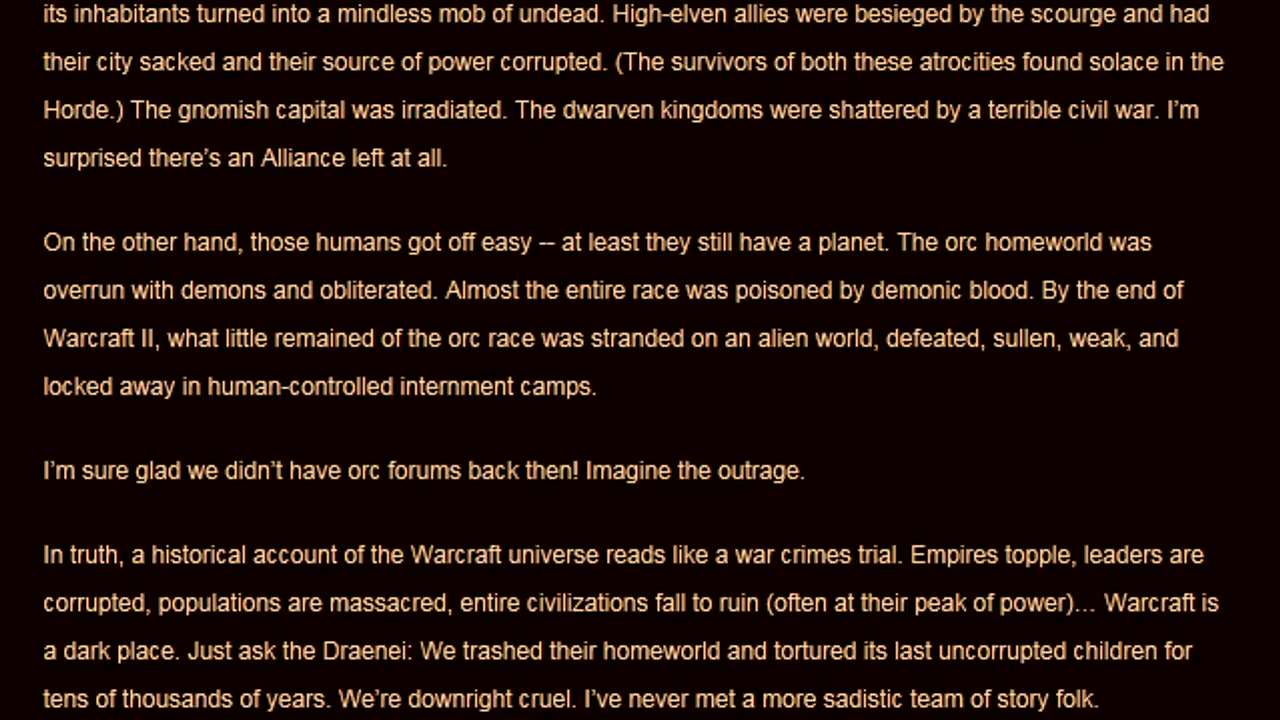 its inhabitants turned into a mindless mob of undead. High-elven allies were besieged by the scourge and had
their city sacked and their source of power corrupted. (The survivors of both these atrocities found solace in the
Horde.) The gnomish capital was irradiated. The dwarven kingdoms were shattered by a terrible civil war. I’m
surprised there’s an Alliance left at all.
On the other hand, those humans got off easy -- at least they still have a planet. The orc homeworld was
overrun with demons and obliterated. Almost the entire race was poisoned by demonic blood. By the end of
Warcraft II, what little remained of the orc race was stranded on an alien world, defeated, sullen, weak, and
locked away in human-controlled internment camps.
I’m sure glad we didn’t have orc forums back then! Imagine the outrage.
In truth, a historical account of the Warcraft universe reads like a war crimes trial. Empires topple, leaders are
corrupted, populations are massacred, entire civilizations fall to ruin (often at their peak of power)… Warcraft is
a dark place. Just ask the Draenei: We trashed their homeworld and tortured its last uncorrupted children for
tens of thousands of years. We’re downright cruel. I’ve never met a more sadistic team of story folk.